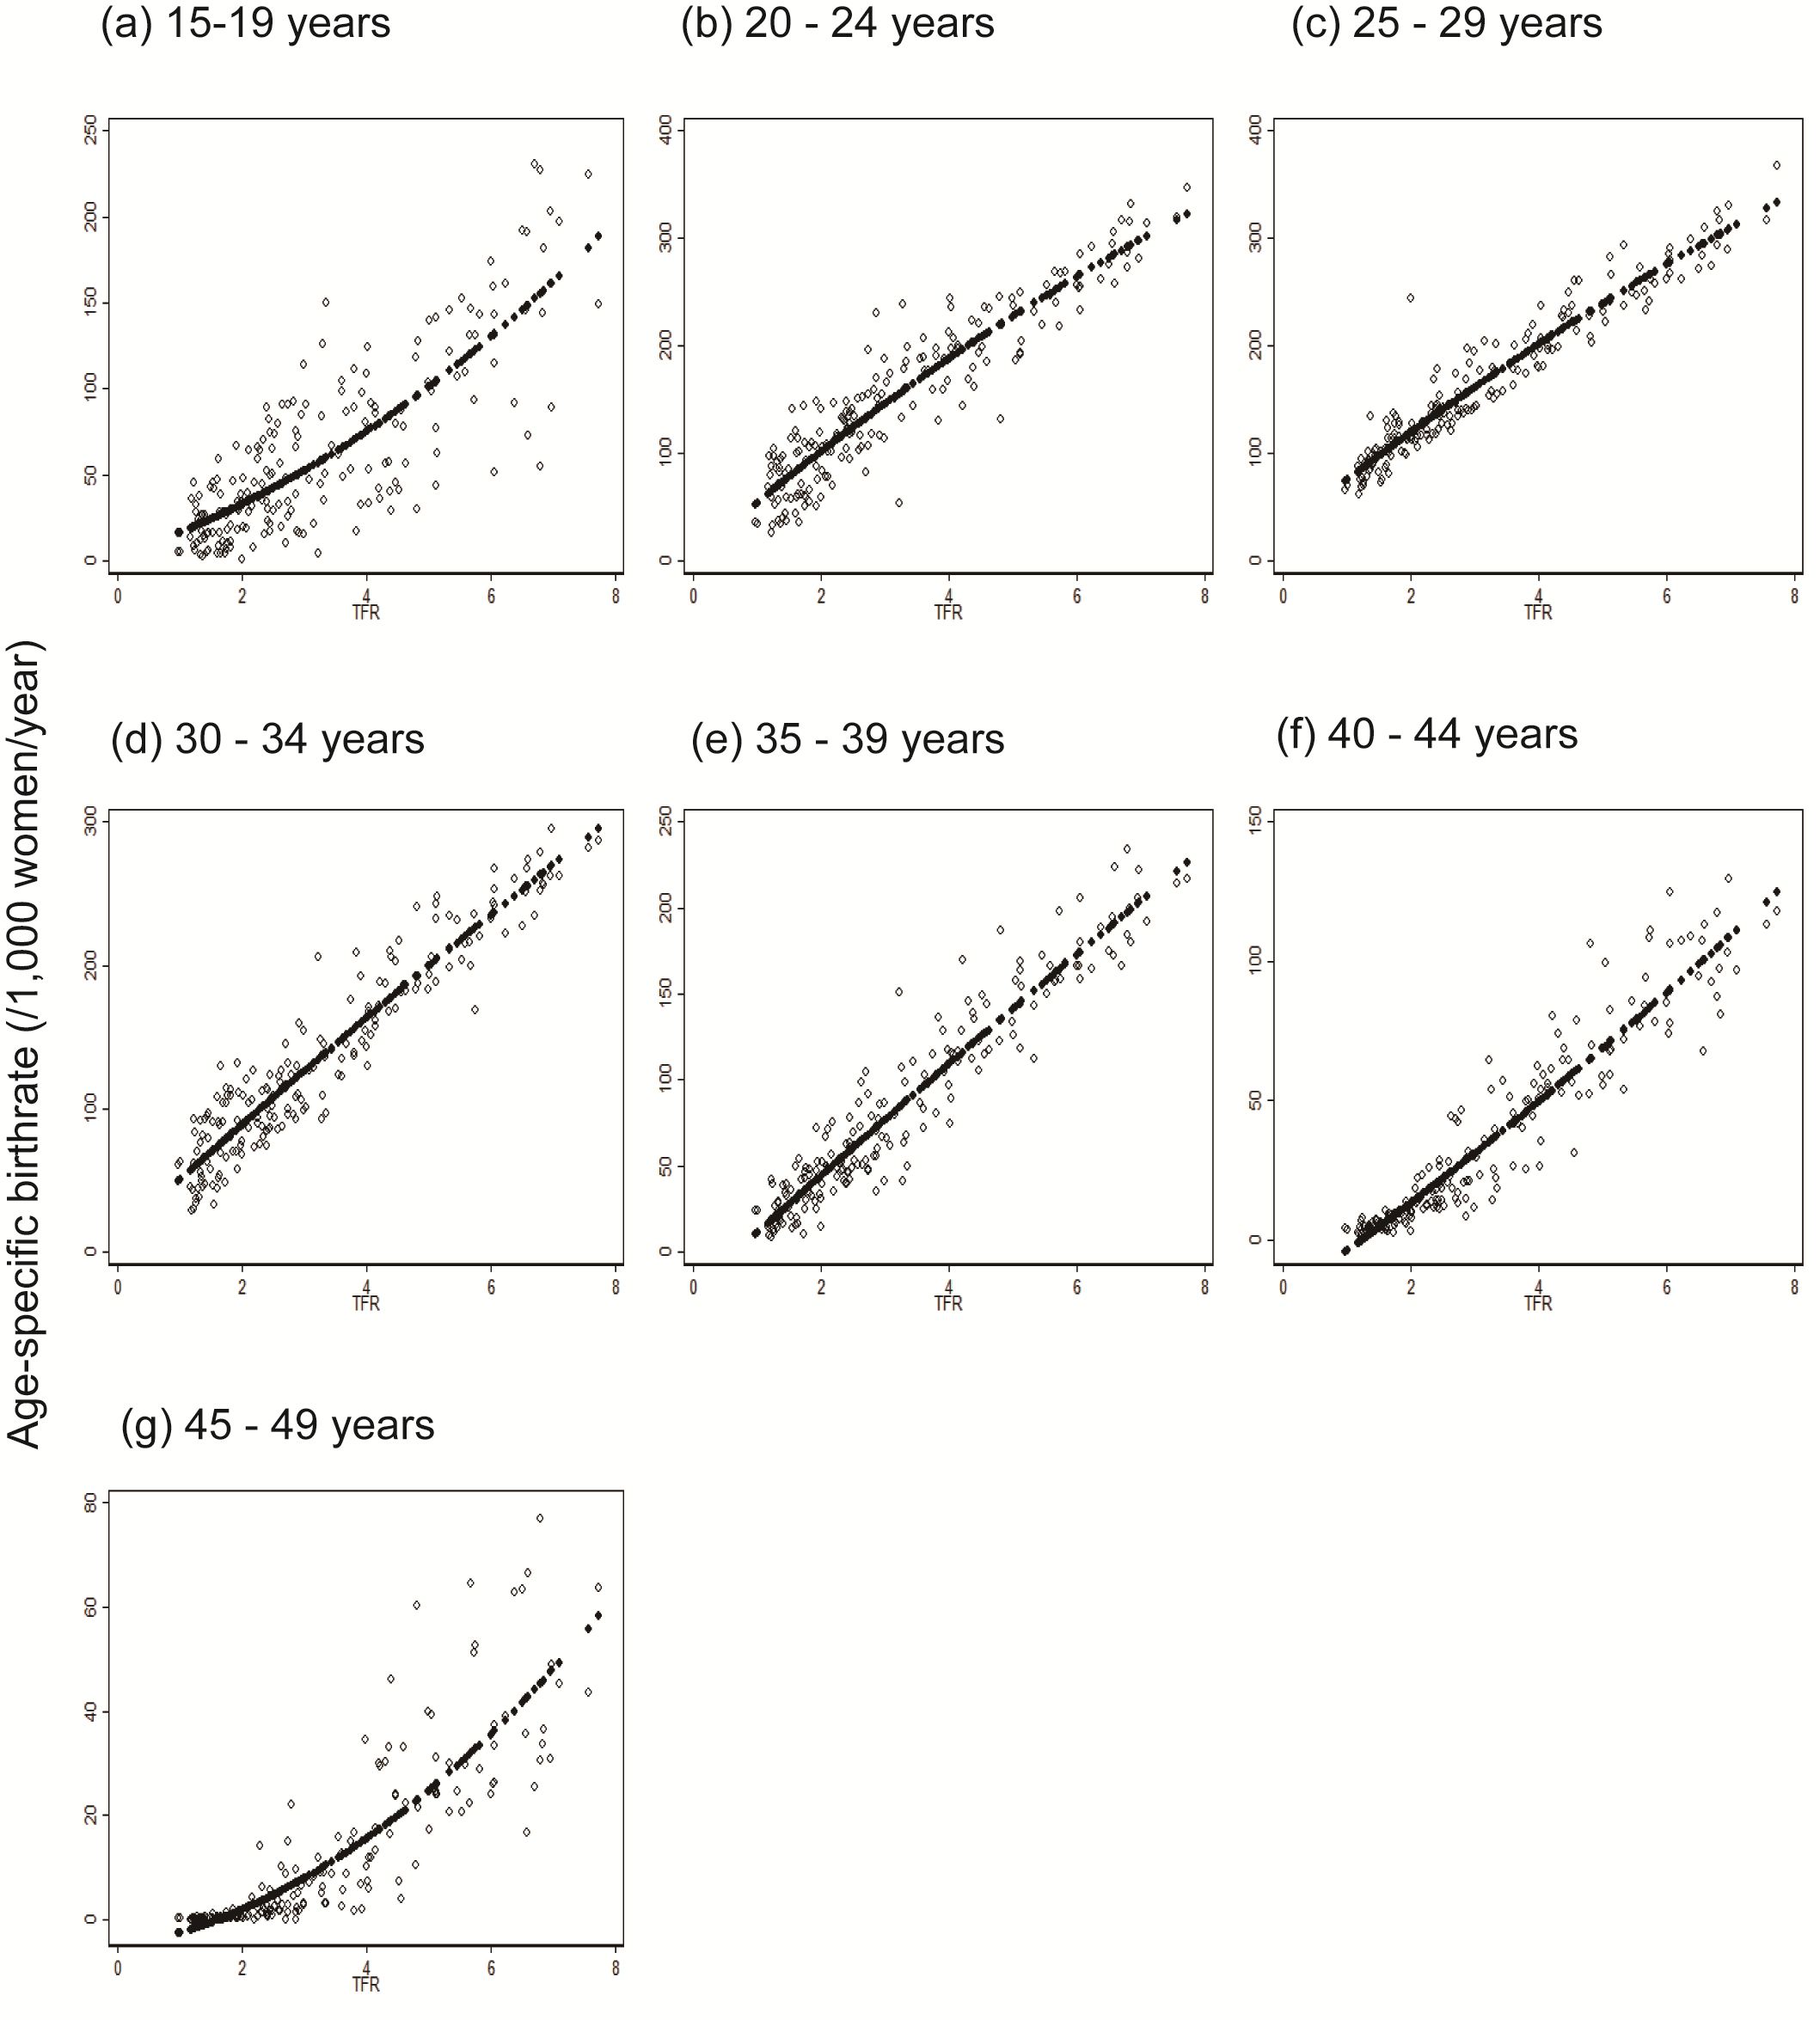 (a) 15-19 years
(b) 20 - 24 years
(c) 25 - 29 years
250
200
150
100
50
0
0 2 4 6 8
TFR
400
300
200
100
0
0 2 4 6 8
TFR
400
300
200
100
0
0 2 4 6 8
TFR
Age-specific birthrate (/1,000 women/year)
(d) 30 - 34 years
(e) 35 - 39 years
(f) 40 - 44 years
300
200
100
0
0 2 4 6 8
TFR
250
200
150
100
50
0
0 2 4 6 8
TFR
150
100
50
0
0 2 4 6 8
TFR
(g) 45 - 49 years
80
60
40
20
0
0 2 4 6 8
TFR